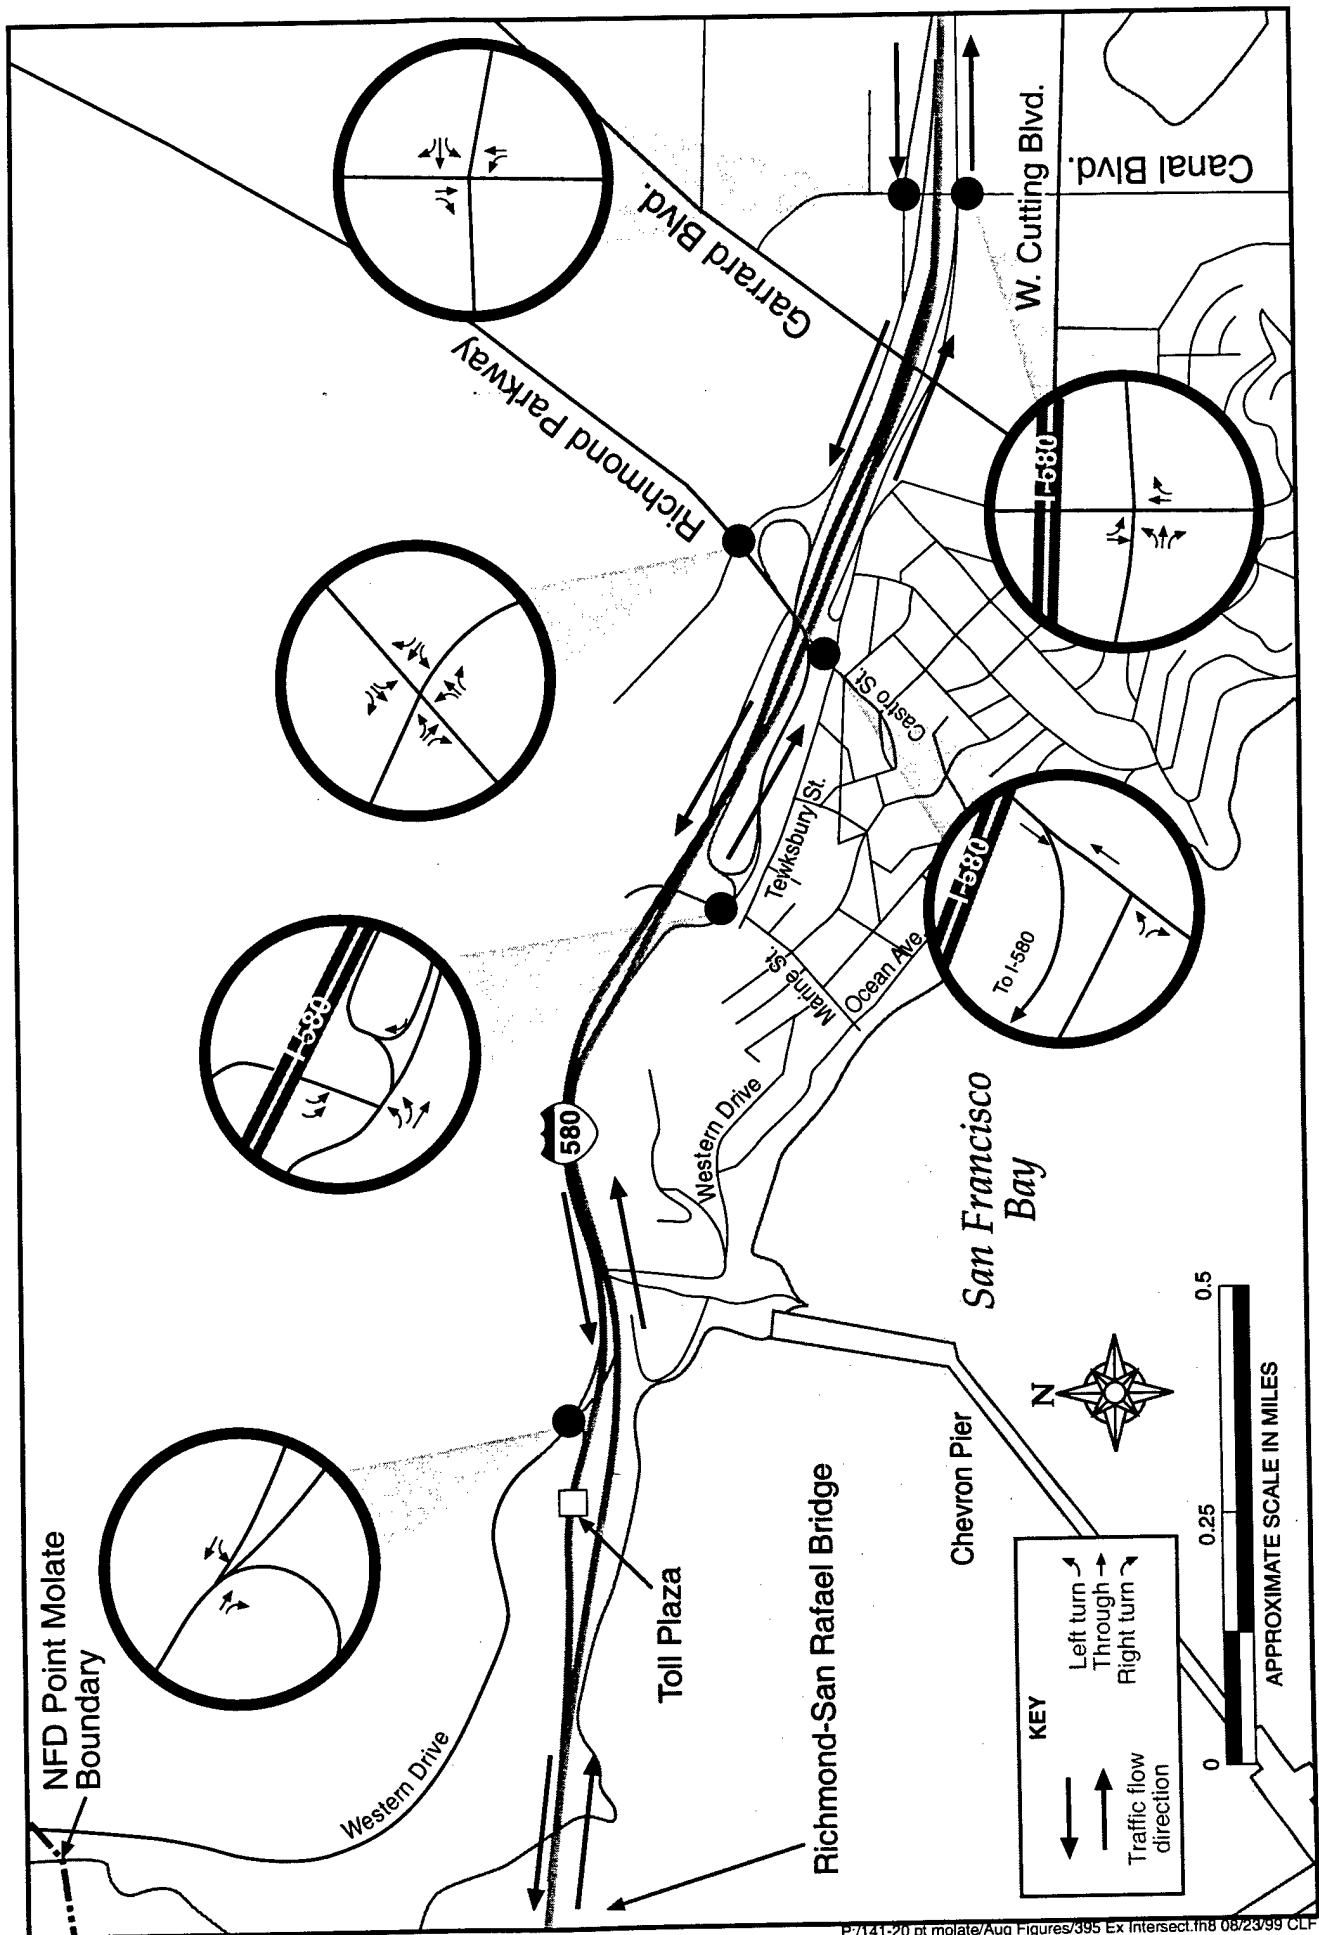 NFD Point Molate
Boundary
Western Drive
Richmond Parkway
Garrard Blvd.
W. Cutting Blvd.
Canal Blvd.
I-580
I-580
I-580
To I-580
580
Castro St.
Tewksbury St.
Marine St.
Ocean Ave.
Western Drive
Toll Plaza
Richmond-San Rafael Bridge
Chevron Pier
San Francisco
Bay
N
KEY
Traffic flow
direction
Left turn
Through
Right turn
0
0.25
0.5
APPROXIMATE SCALE IN MILES
P:/141-20 pt molate/Aug Figures/395 Ex Intersect.fh8 08/23/99 CLF